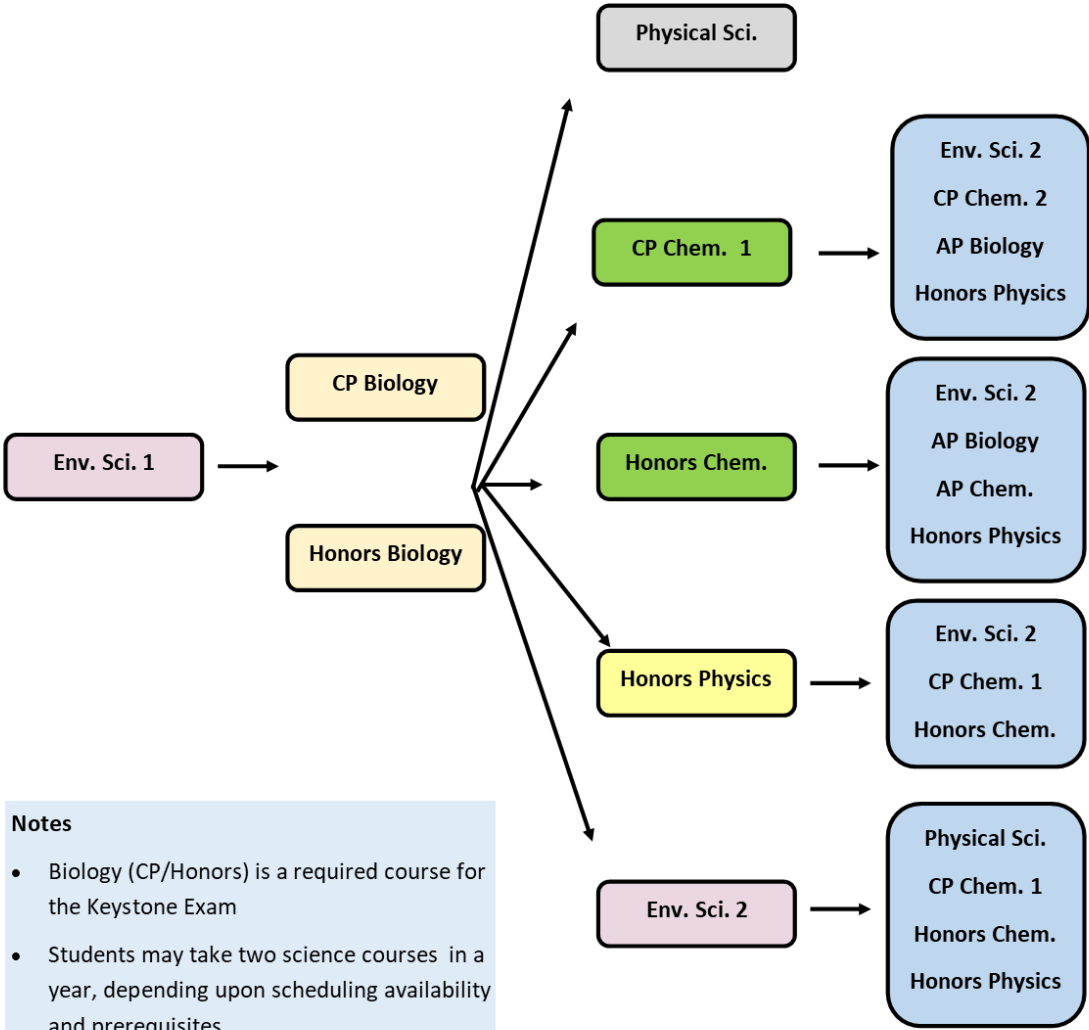 Physical Sci.
Env. Sci. 2
CP Chem. 2
AP Biology
Honors Physics
CP Chem. 1
CP Biology
Env. Sci. 1
Honors Biology
Honors Chem.
Env. Sci. 2
AP Biology
AP Chem.
Honors Physics
Honors Physics
Env. Sci. 2
CP Chem. 1
Honors Chem.
Env. Sci. 2
Physical Sci.
CP Chem. 1
Honors Chem.
Honors Physics
Notes
• Biology (CP/Honors) is a required course for
the Keystone Exam
• Students may take two science courses in a
year, depending upon scheduling availability
and prerequisites